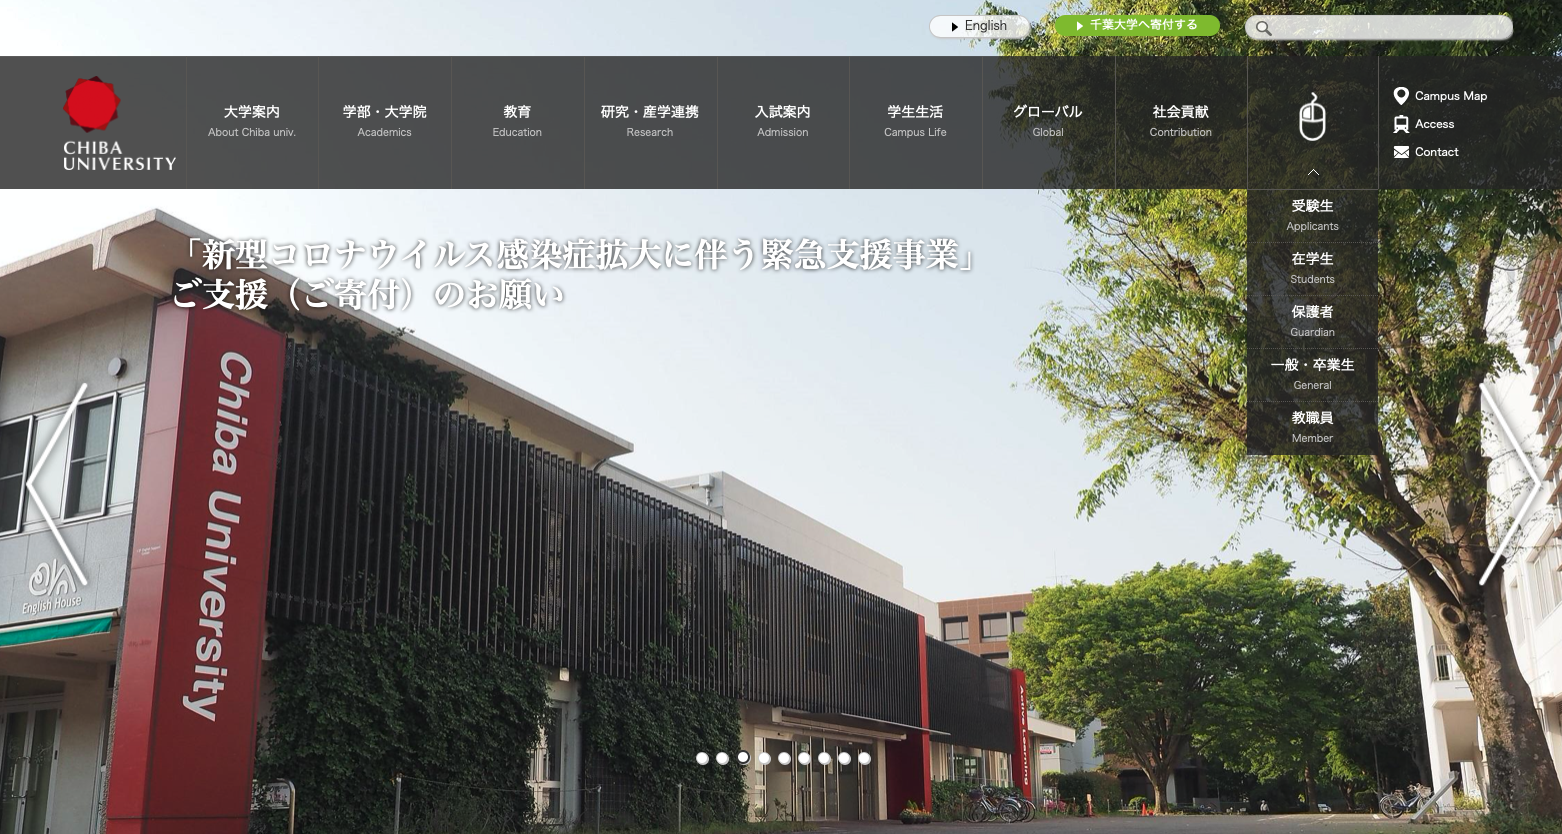 English
千葉大学へ寄付する
CHIBA
UNIVERSITY
大学案内
About Chiba univ.
学部・大学院
Academics
教育
Education
研究・産学連携
Research
入試案内
Admission
学生生活
Campus Life
グローバル
Global
社会貢献
Contribution
Campus Map
Access
Contact
受験生
Applicants
在学生
Students
保護者
Guardian
一般・卒業生
General
教職員
Member
「新型コロナウイルス感染症拡大に伴う緊急支援事業」
ご支援（ご寄付）のお願い
Chiba University
English House
Active Learning